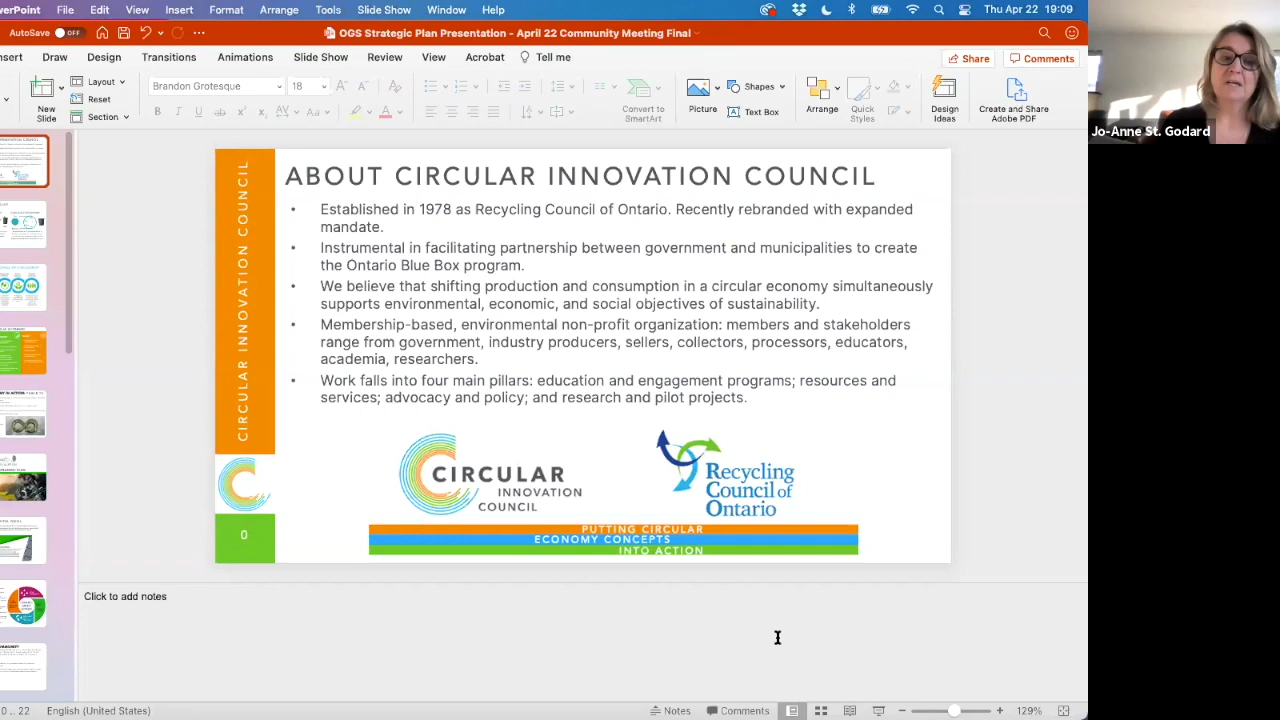 erPoint File Edit View Insert Format Arrange Tools Slide Show Window Help Thu Apr 22 19:09
AutoSave OFF OGS Strategic Plan Presentation - April 22 Community Meeting Final
nsert Draw Design Transitions Animations Slide Show Review View Acrobat Tell me Share Comments
New Slide Layout Reset Section
Brandon Grotesque 18
Convert to SmartArt
Picture Shapes Text Box
Arrange
Quick Styles
Design Ideas
Create and Share Adobe PDF
Jo-Anne St. Godard
CIRCULAR INNOVATION COUNCIL
ABOUT CIRCULAR INNOVATION COUNCIL
• Established in 1978 as Recycling Council of Ontario. Recently rebranded with expanded
mandate.
• Instrumental in facilitating partnership between government and municipalities to create
the Ontario Blue Box program.
• We believe that shifting production and consumption in a circular economy simultaneously
supports environmental, economic, and social objectives of sustainability.
• Membership-based, environmental non-profit organization members and stakeholders
range from government, industry producers, sellers, collectors, processors, educators,
academia, researchers.
• Work falls into four main pillars: education and engagement programs; resources and
services; advocacy and policy; and research and pilot projects.
CIRCULAR
INNOVATION
COUNCIL
Recycling
Council of
Ontario
PUTTING CIRCULAR
ECONOMY CONCEPTS
INTO ACTION
0
Click to add notes
0 .. 22 English (United States) Notes Comments 129%